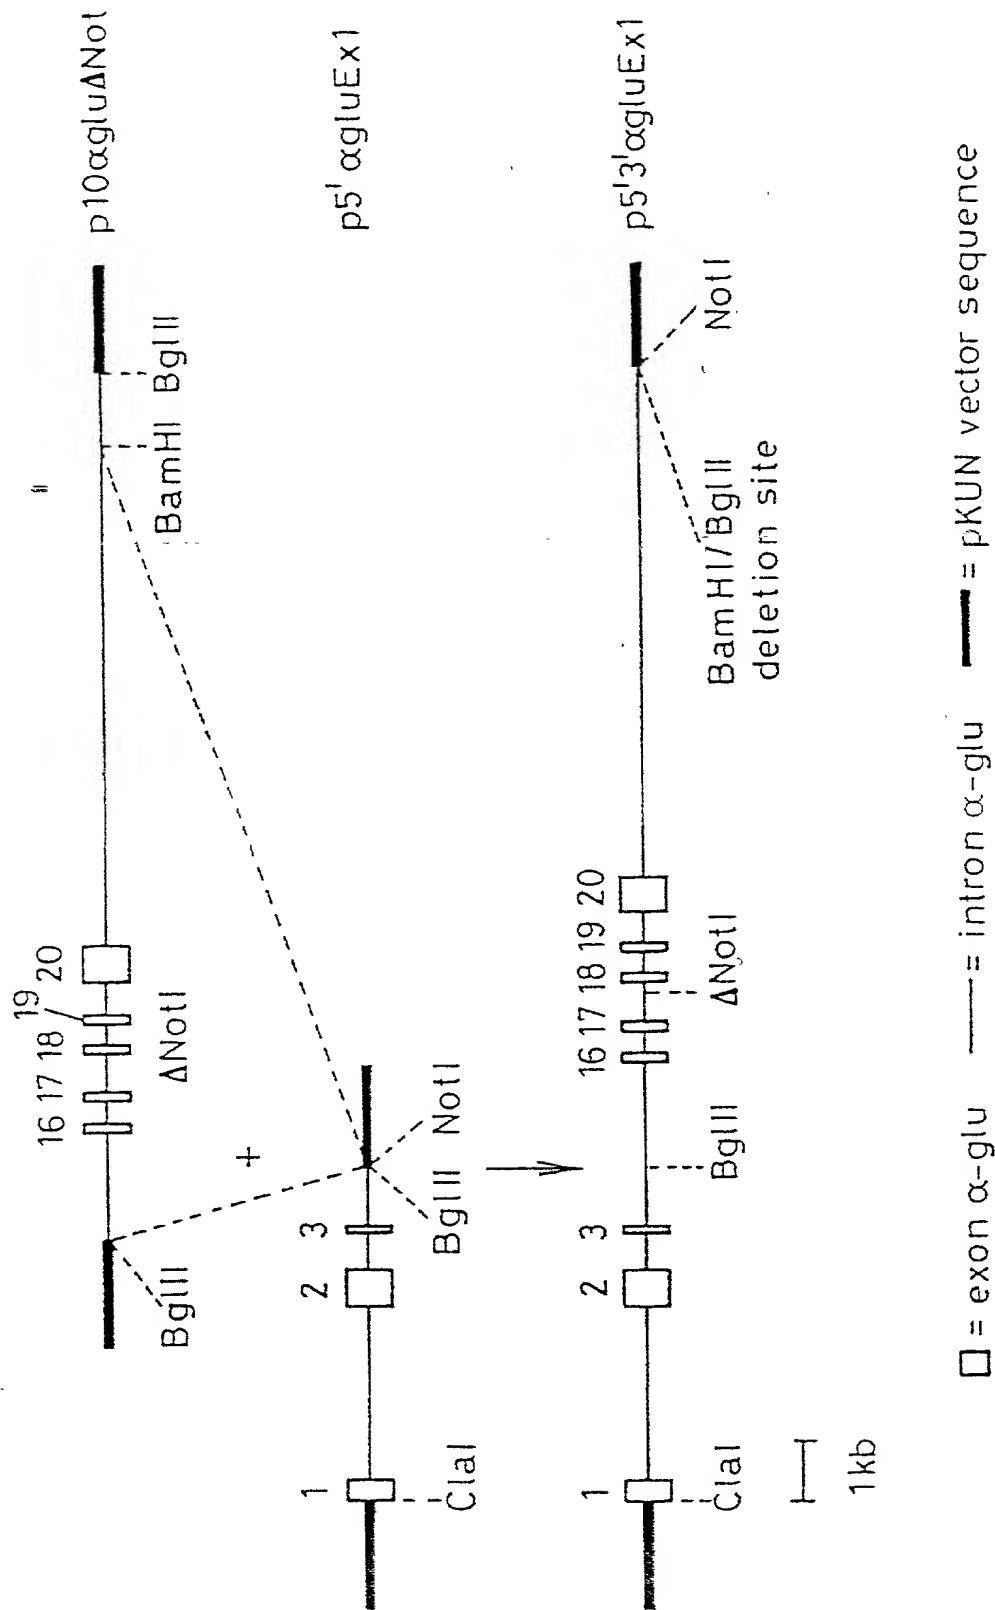 p10αgluΔNot
16 17 18 19 20
ΔNotI
BglII
BamHI
BglII
+
p5' αgluEx1
1
2
3
ClaI
BglII
NotI
p5'3'αgluEx1
1
2
3
16 17 18 19 20
ClaI
BglII
ΔNotI
BamHI/BglII
deletion site
NotI
1kb
= exon α-glu
= intron α-glu
= pKUN vector sequence